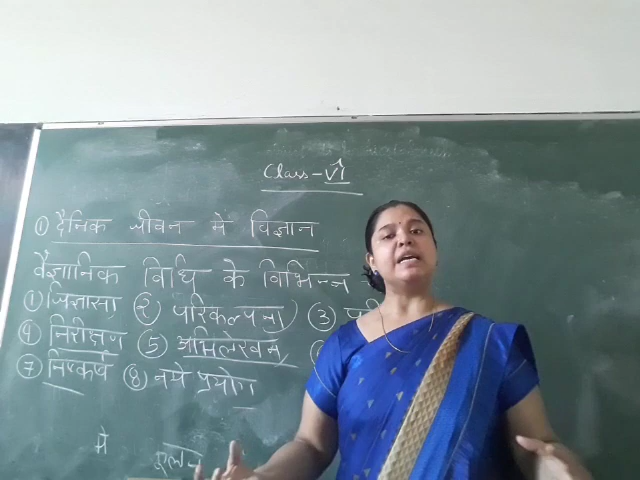 Class - VI
① दैनिक जीवन में विज्ञान
वैज्ञानिक विधि के विभिन्न
① जिज्ञासा ② परिकल्पना ③
④ निरीक्षण ⑤ अभिलेखन
⑦ निष्कर्ष ⑧ नये प्रयोग
में